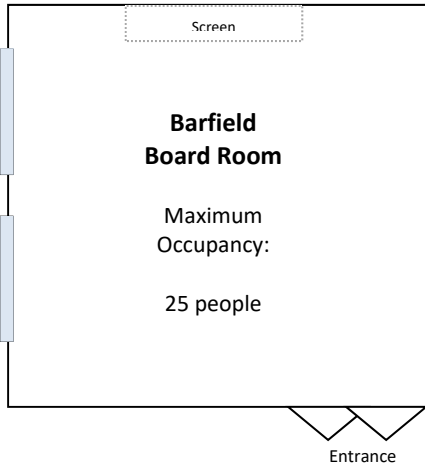 Screen
Barfield
Board Room
Maximum
Occupancy:
25 people
Entrance